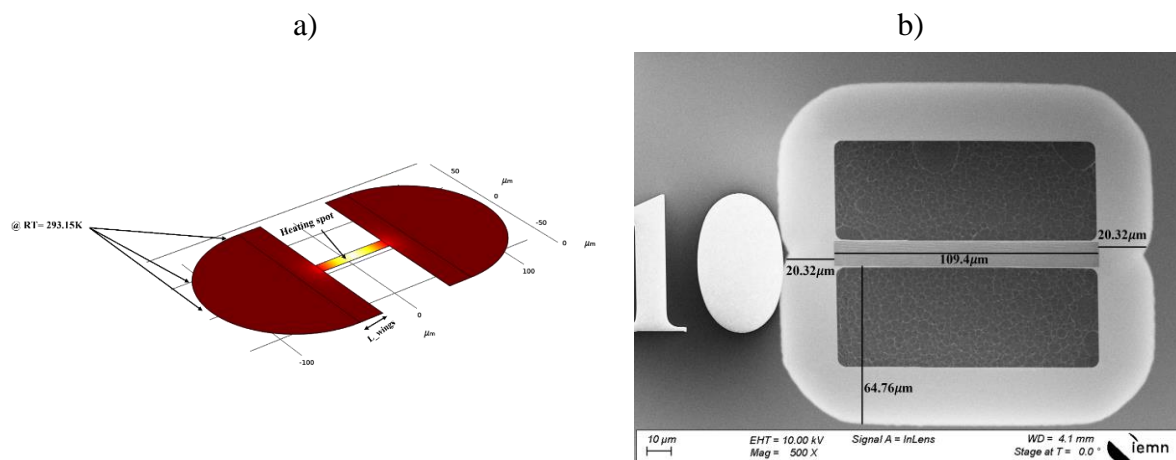 a)
@ RT= 293.15K
Heating spot
L_wings
50
0
-50
μm
0
100
0
μm
-100
b)
10
20.32μm
109.4μm
20.32μm
64.76μm
10 μm
EHT = 10.00 kV
Mag = 500 X
Signal A = InLens
WD = 4.1 mm
Stage at T = 0.0°
iemn